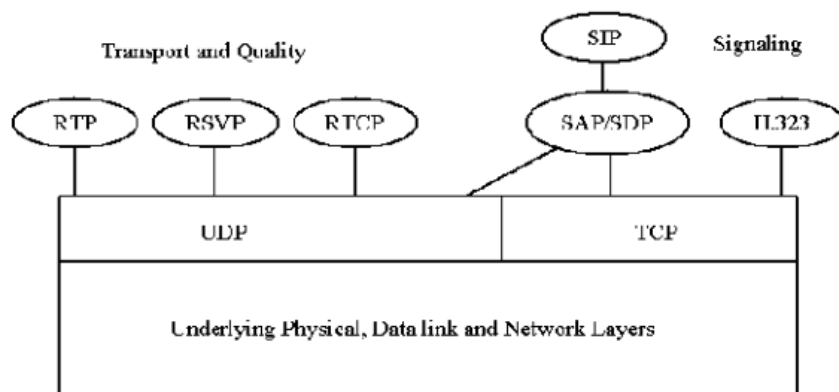 SIP
Transport and Quality
Signaling
RTP
RSVP
RTCP
SAP/SDP
H.323
UDP
TCP
Underlying Physical, Data link and Network Layers